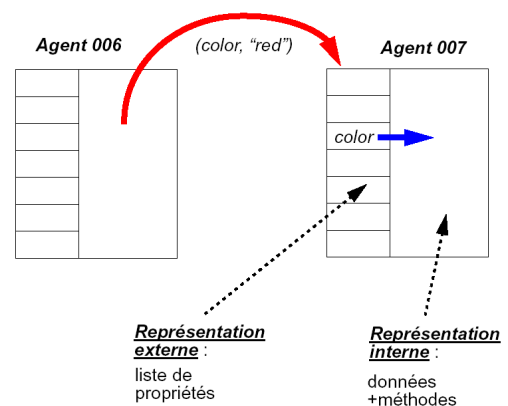 Agent 006
(color, “red”)
Agent 007
color
Représentation
externe :
liste de
propriétés
Représentation
interne :
données
+méthodes